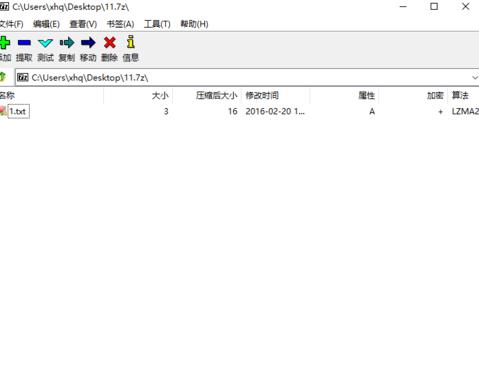 C:\Users\xhq\Desktop\11.7z\
文件(F) 编辑(E) 查看(V) 书签(A) 工具(T) 帮助(H)
添加 提取 测试 复制 移动 删除 信息
C:\Users\xhq\Desktop\11.7z\
名称 大小 压缩后大小 修改时间 属性 加密 算法
1.txt 3 16 2016-02-20 1... A + LZMA2